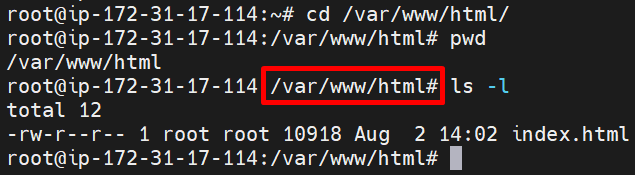 root@ip-172-31-17-114:~# cd /var/www/html/
root@ip-172-31-17-114:/var/www/html# pwd
/var/www/html
root@ip-172-31-17-114 /var/www/html# ls -l
total 12
-rw-r--r-- 1 root root 10918 Aug  2 14:02 index.html
root@ip-172-31-17-114:/var/www/html#